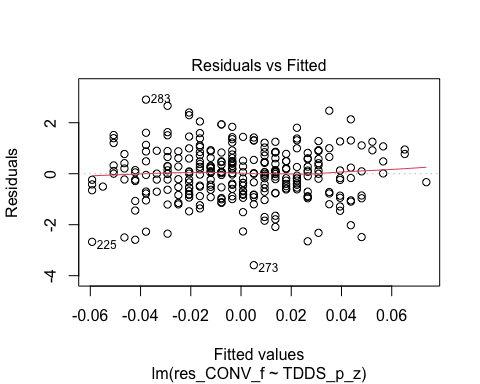 Residuals vs Fitted
Residuals
2
0
-2
-4
283
225
273
-0.06 -0.04 -0.02 0.00 0.02 0.04 0.06
Fitted values
lm(res_CONV_f ~ TDDS_p_z)